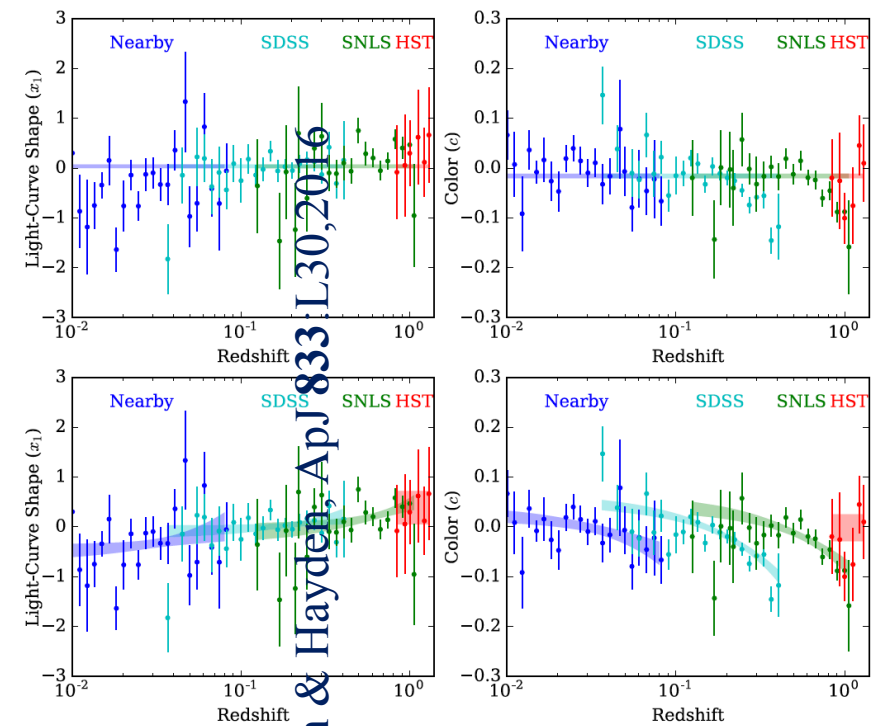 Nearby SDSS SNLS HST
Light-Curve Shape (x₁)
3
2
1
0
−1
−2
−3
10⁻² 10⁻¹ 10⁰
Redshift
Nearby SDSS SNLS HST
Color (c)
0.3
0.2
0.1
0.0
−0.1
−0.2
−0.3
10⁻² 10⁻¹ 10⁰
Redshift
Nearby SDSS SNLS HST
Light-Curve Shape (x₁)
3
2
1
0
−1
−2
−3
10⁻² 10⁻¹ 10⁰
Redshift
Nearby SDSS SNLS HST
Color (c)
0.3
0.2
0.1
0.0
−0.1
−0.2
−0.3
10⁻² 10⁻¹ 10⁰
Redshift
& Hayden, ApJ 833 L30,2016